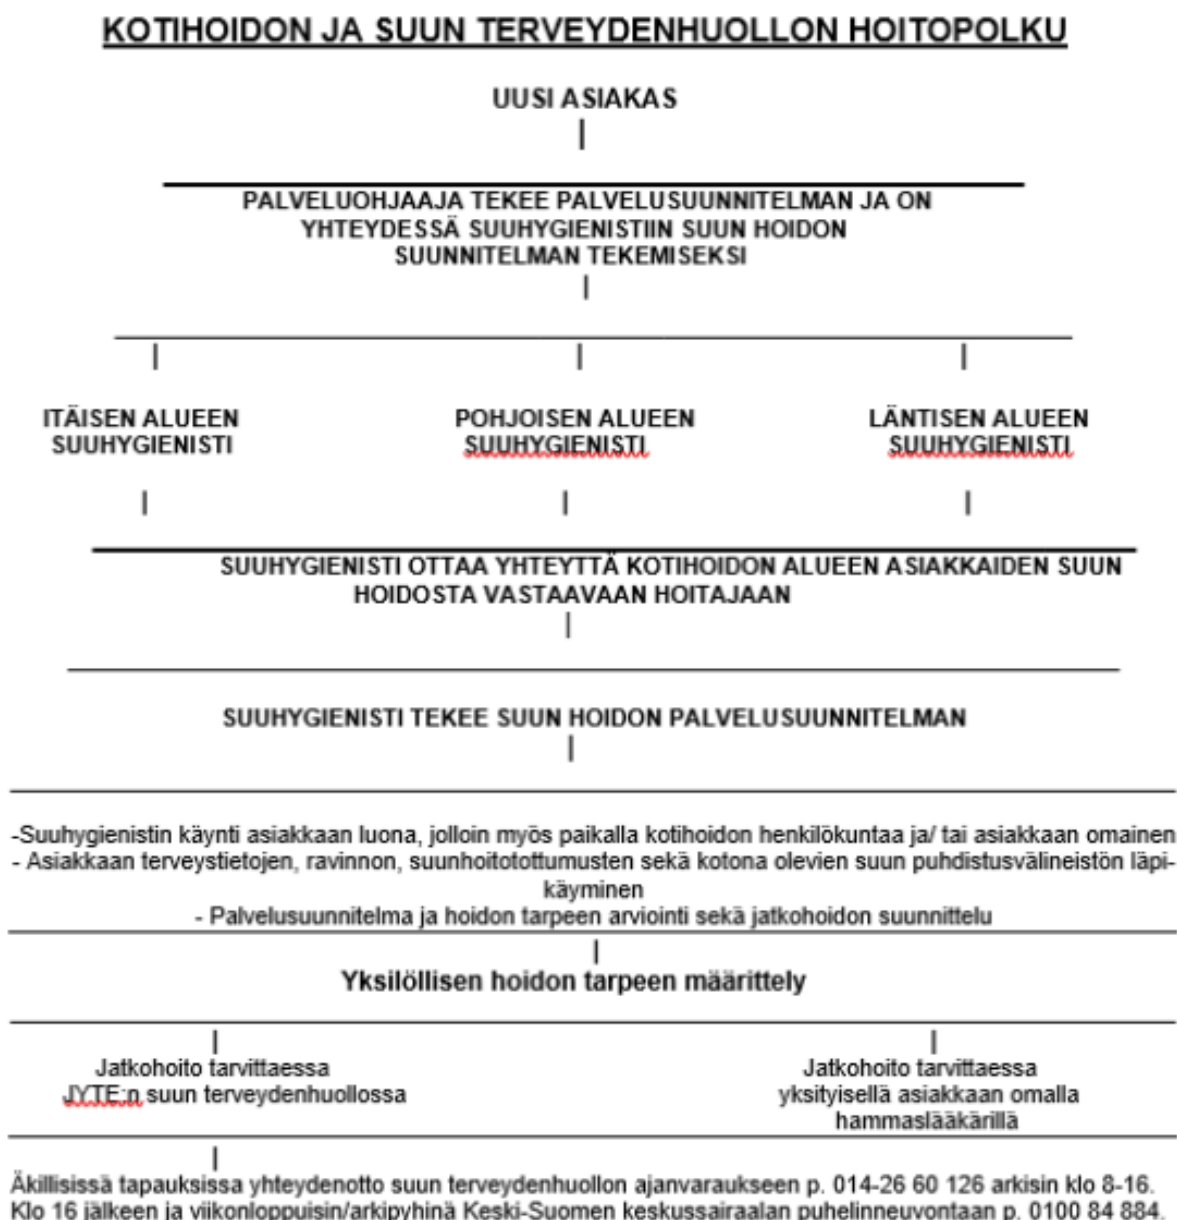 KOTIHOIDON JA SUUN TERVEYDENHUOLLON HOITOPOLKU
UUSI ASIAKAS
PALVELUOHJAAJA TEKEE PALVELUSUUNNITELMAN JA ON
YHTEYDESSÄ SUUHYGIENISTIIN SUUN HOIDON
SUUNNITELMAN TEKEMISEKSI
ITÄISEN ALUEEN
SUUHYGIENISTI
POHJOISEN ALUEEN
SUUHYGIENISTI
LÄNTISEN ALUEEN
SUUHYGIENISTI
SUUHYGIENISTI OTTAA YHTEYTTÄ KOTIHOIDON ALUEEN ASIAKKAIDEN SUUN
HOIDOSTA VASTAAVAAN HOITAJAAN
SUUHYGIENISTI TEKEE SUUN HOIDON PALVELUSUUNNITELMAN
-Suuhygienistin käynti asiakkaan luona, jolloin myös paikalla kotihoidon henkilökuntaa ja/ tai asiakkaan omainen
- Asiakkaan terveystietojen, ravinnon, suunhoitotottumusten sekä kotona olevien suun puhdistusvälineistön läpi-
käyminen
- Palvelusuunnitelma ja hoidon tarpeen arviointi sekä jatkohoidon suunnittelu
Yksilöllisen hoidon tarpeen määrittely
Jatkohoito tarvittaessa
JYTE:n suun terveydenhuollossa
Jatkohoito tarvittaessa
yksityisellä asiakkaan omalla
hammaslääkärillä
Äkillisissä tapauksissa yhteydenotto suun terveydenhuollon ajanvaraukseen p. 014-26 60 126 arkisin klo 8-16.
Klo 16 jälkeen ja viikonloppuisin/arkipyhinä Keski-Suomen keskussairaalan puhelinneuvontaan p. 0100 84 884.